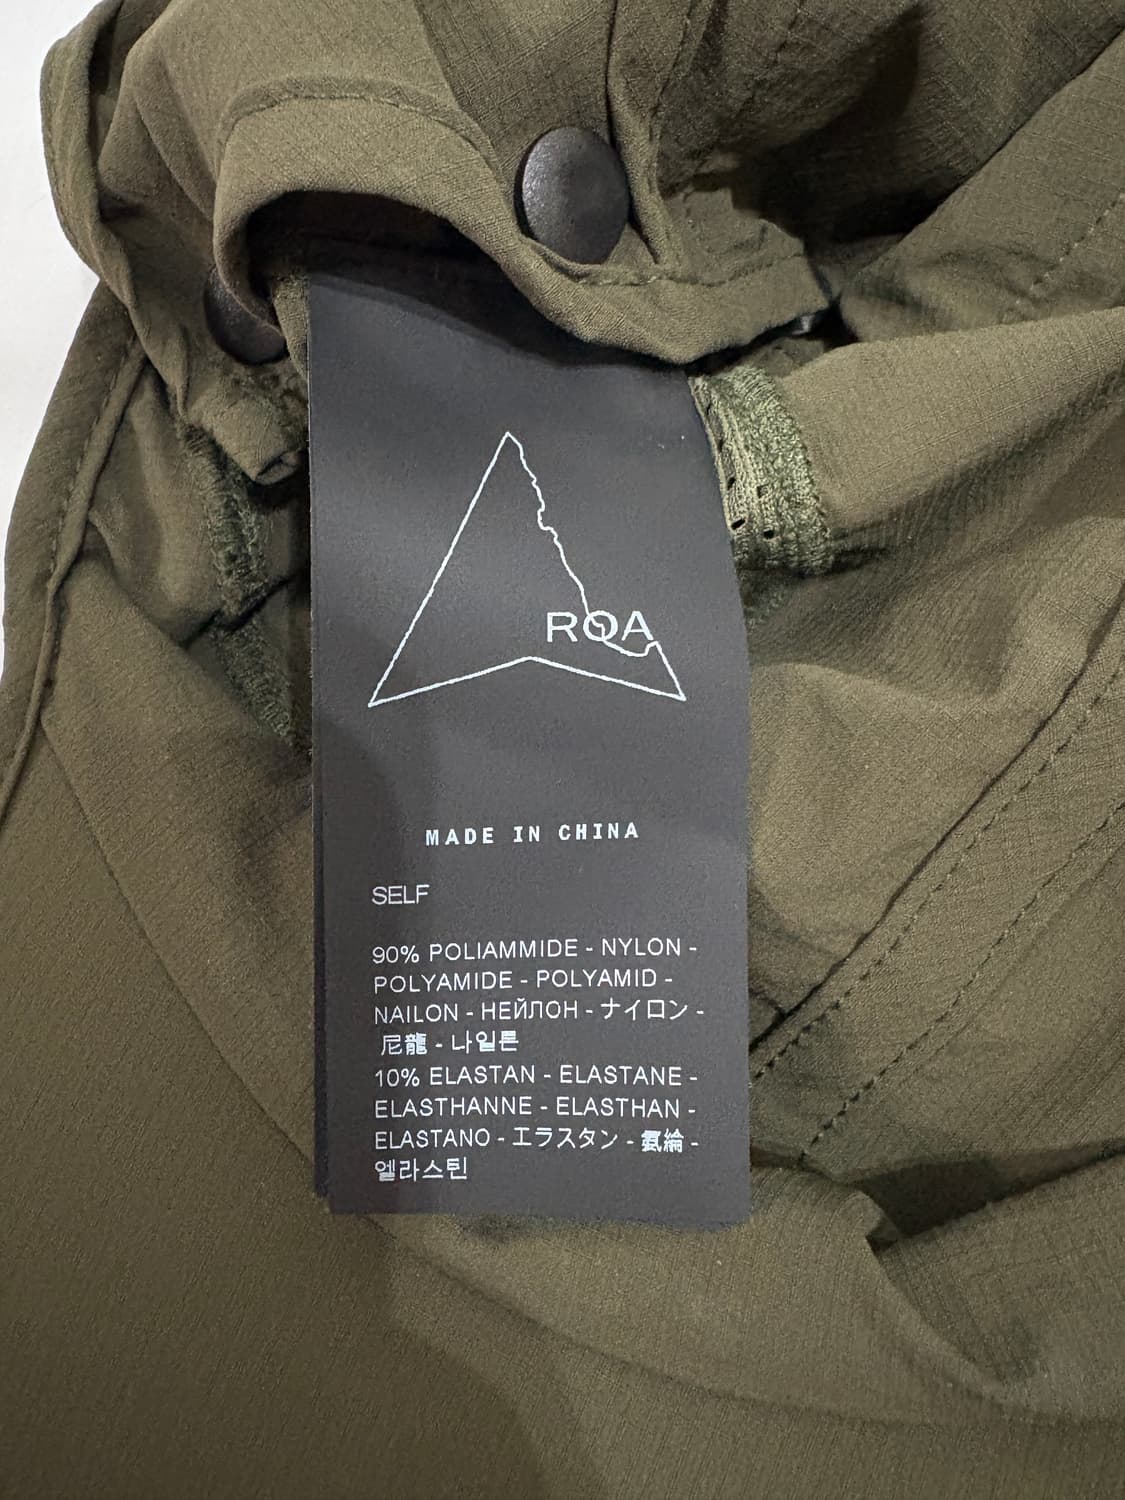 ROA
MADE IN CHINA
SELF
90% POLIAMMIDE - NYLON -
POLYAMIDE - POLYAMID -
NAILON - НЕЙЛОН - ナイロン -
尼龍 - 나일론
10% ELASTAN - ELASTANE -
ELASTHANNE - ELASTHAN -
ELASTANO - エラスタン - 氨綸 -
엘라스틴